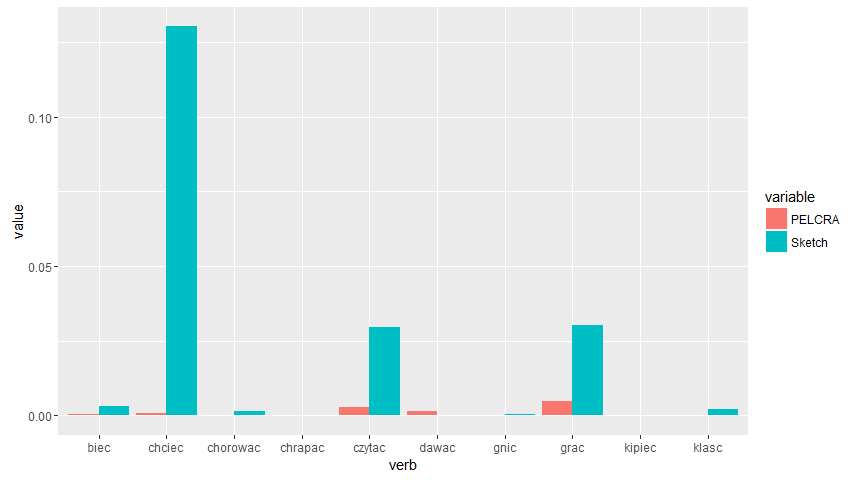 value
0.10
0.05
0.00
biec chciec chorowac chrapac czytac dawac gnic grac kipiec klasc
verb
variable
PELCRA
Sketch